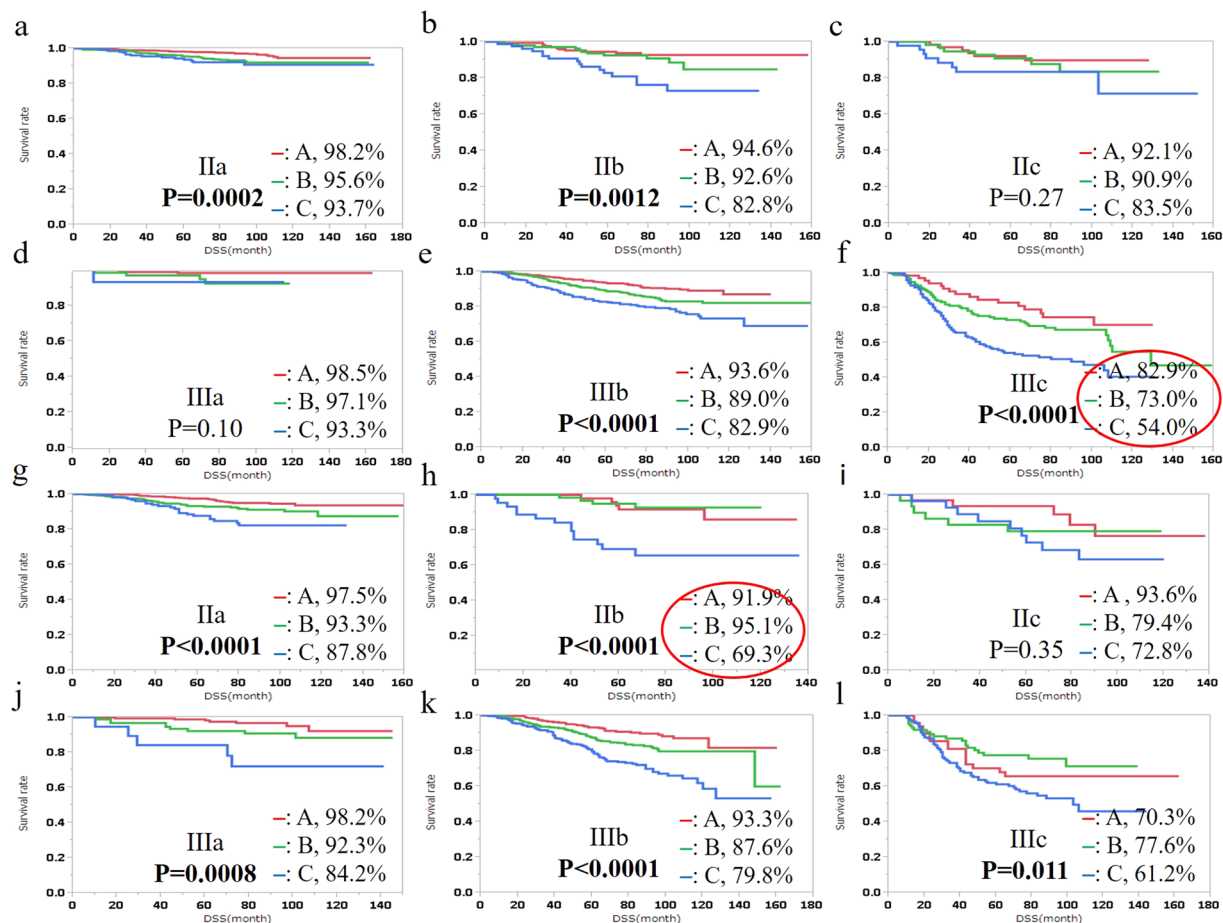 a
Survival rate
1.0
0.8
0.6
0.4
0.2
0.0
IIa
P=0.0002
-: A, 98.2%
-: B, 95.6%
-: C, 93.7%
0 20 40 60 80 100 120 140 160 180
DSS(month)
b
Survival rate
1.0
0.8
0.6
0.4
0.2
0.0
IIb
P=0.0012
-: A, 94.6%
-: B, 92.6%
-: C, 82.8%
0 20 40 60 80 100 120 140 160
DSS(month)
c
Survival rate
1.0
0.8
0.6
0.4
0.2
0.0
IIc
P=0.27
-: A, 92.1%
-: B, 90.9%
-: C, 83.5%
0 20 40 60 80 100 120 140 160
DSS(month)
d
Survival rate
0.8
0.6
0.4
0.2
0.0
IIIa
P=0.10
-: A, 98.5%
-: B, 97.1%
-: C, 93.3%
0 20 40 60 80 100 120 140 160 180
DSS(month)
e
Survival rate
1.0
0.8
0.6
0.4
0.2
0.0
IIIb
P<0.0001
-: A, 93.6%
-: B, 89.0%
-: C, 82.9%
0 20 40 60 80 100 120 140 160
DSS(month)
f
Survival rate
1.0
0.8
0.6
0.4
0.2
0.0
IIIc
P<0.0001
-: A, 82.9%
-: B, 73.0%
-: C, 54.0%
0 20 40 60 80 100 120 140 160
DSS(month)
g
Survival rate
1.0
0.8
0.6
0.4
0.2
0.0
IIa
P<0.0001
-: A, 97.5%
-: B, 93.3%
-: C, 87.8%
0 20 40 60 80 100 120 140 160
DSS(month)
h
Survival rate
1.0
0.8
0.6
0.4
0.2
IIb
P<0.0001
-: A, 91.9%
-: B, 95.1%
-: C, 69.3%
0 20 40 60 80 100 120 140
DSS(month)
i
Survival rate
1.0
0.8
0.6
0.4
0.2
0.0
IIc
P=0.35
-: A , 93.6%
-: B, 79.4%
-: C, 72.8%
0 20 40 60 80 100 120 140
DSS(month)
j
Survival rate
1.0
0.8
0.6
0.4
0.2
0.0
IIIa
P=0.0008
-: A, 98.2%
-: B, 92.3%
-: C, 84.2%
0 20 40 60 80 100 120 140
DSS(month)
k
Survival rate
1.0
0.8
0.6
0.4
0.2
0.0
IIIb
P<0.0001
-: A, 93.3%
-: B, 87.6%
-: C, 79.8%
0 20 40 60 80 100 120 140 160 180
DSS(month)
l
Survival rate
1.0
0.8
0.6
0.4
0.2
0.0
IIIc
P=0.011
-: A, 70.3%
-: B, 77.6%
-: C, 61.2%
0 20 40 60 80 100 120 140 160 180
DSS(month)